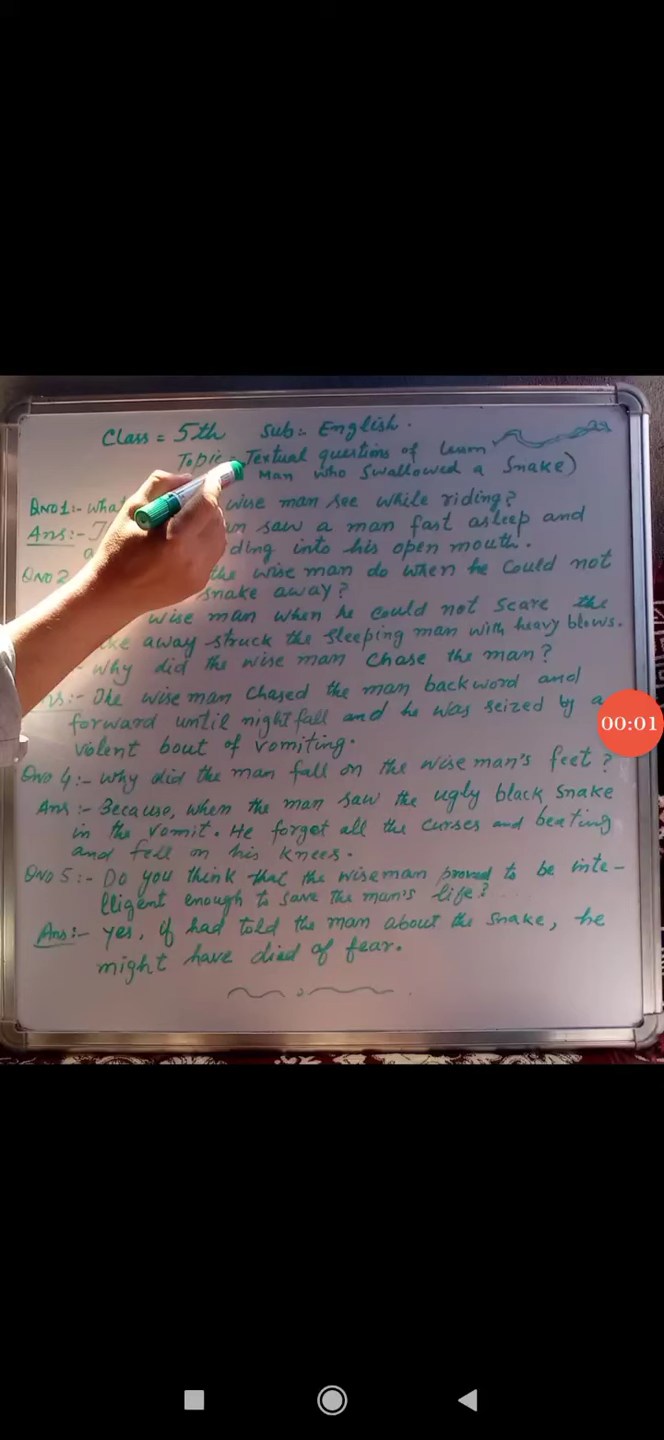 Class = 5th Sub:- English.
Topic Textual questions of learn
Man who Swallowed a Snake)
QNO1:- What wise man see while riding?
Ans:- saw a man fast asleep and
ding into his open mouth.
QNO2 the wise man do when he could not
snake away?
wise man when he could not scare the
ke away struck the sleeping man with heavy blows.
Why did the wise man chase the man?
ns:- The wise man chased the man backword and
forward until nightfall and he was seized by a
volent bout of vomiting.
QNO 4:- Why did the man fall on the wise man's feet?
Ans:- Because, when the man saw the ugly black snake
in the vomit. He forget all the curses and beating
and fell on his knees.
QNO 5:- Do you think that the wiseman proved to be inte-
lligent enough to save the man's life?
Ans:- Yes, if had told the man about the snake, he
might have died of fear.
00:01